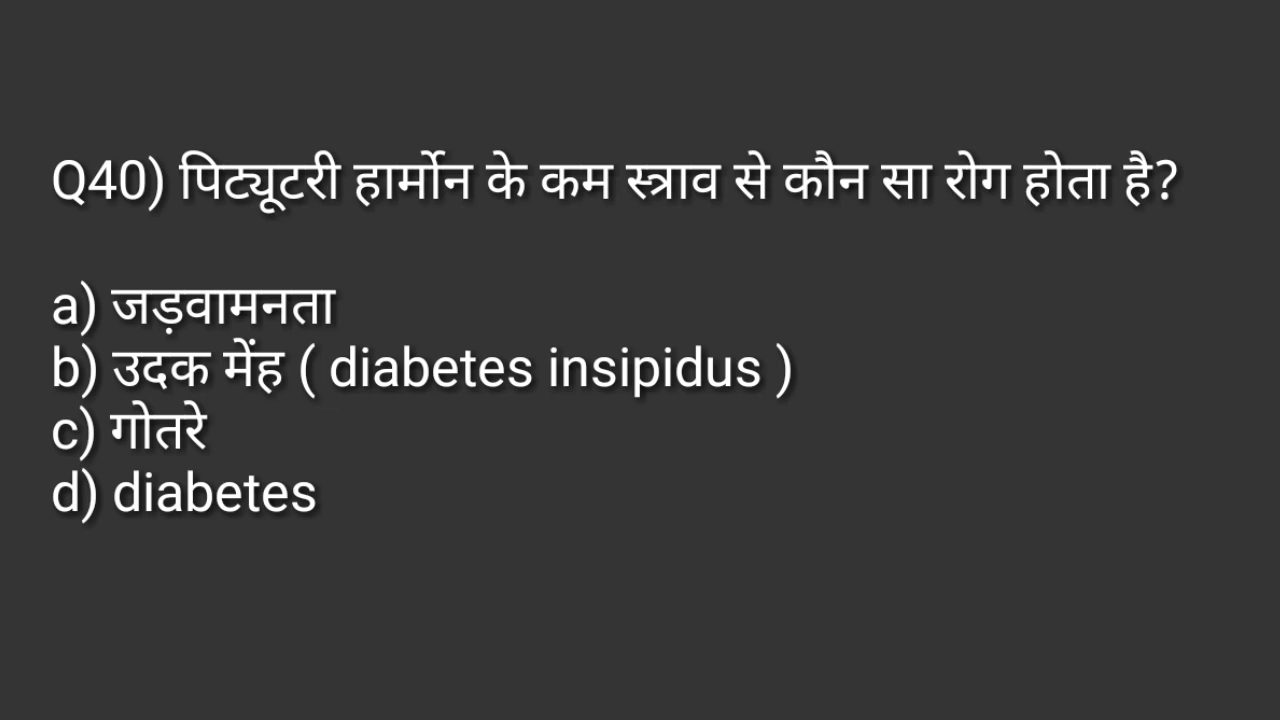 Q40) पिट्यूटरी हार्मोन के कम स्त्राव से कौन सा रोग होता है?
a) जड़वामनता
b) उदक मेंह ( diabetes insipidus )
c) गोतरे
d) diabetes